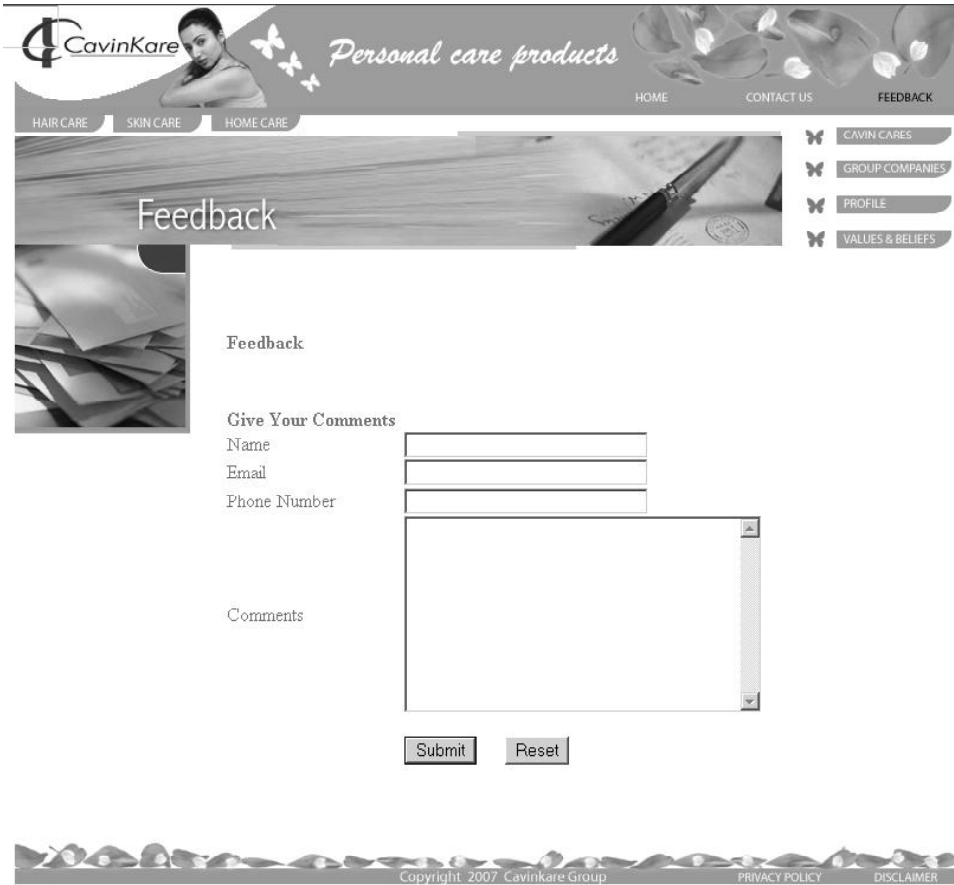 CavinKare
Personal care products
HOME CONTACT US FEEDBACK
HAIR CARE SKIN CARE HOME CARE
CAVIN CARES
GROUP COMPANIES
PROFILE
VALUES & BELIEFS
Feedback
Feedback
Give Your Comments
Name
Email
Phone Number
Comments
Submit Reset
Copyright 2007 Cavinkare Group PRIVACY POLICY DISCLAIMER